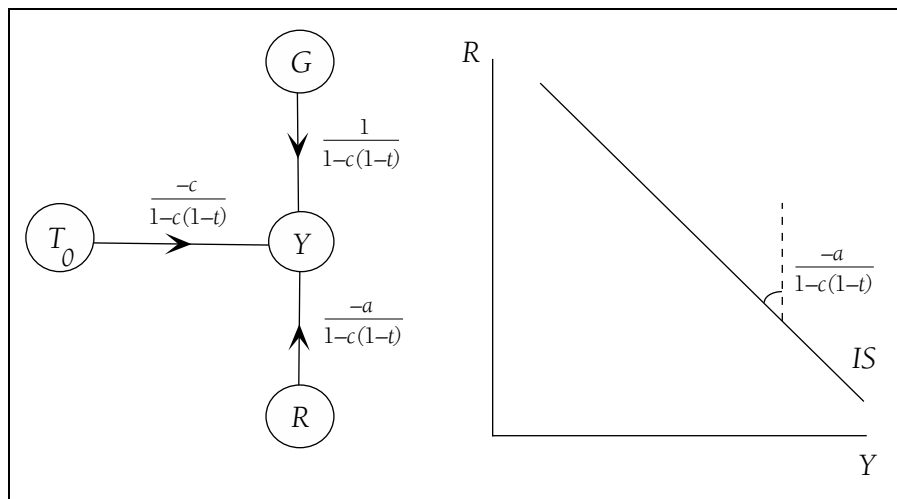 G
1
1–c(1–t)
–c
1–c(1–t)
T0
Y
–a
1–c(1–t)
R
R
–a
1–c(1–t)
IS
Y